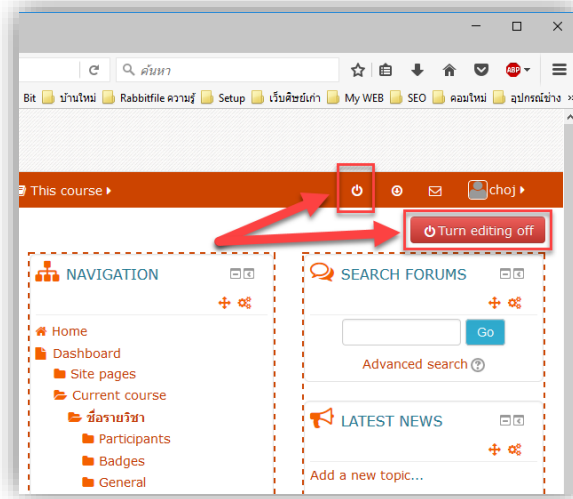 ค้นหา
ABP
Bit บ้านใหม่ Rabbitfile ความรู้ Setup เว็บศิษย์เก่า My WEB SEO คอมใหม่ อุปกรณ์ช่าง
This course
choj
Turn editing off
NAVIGATION
Home
Dashboard
Site pages
Current course
ชื่อรายวิชา
Participants
Badges
General
SEARCH FORUMS
Go
Advanced search
LATEST NEWS
Add a new topic...